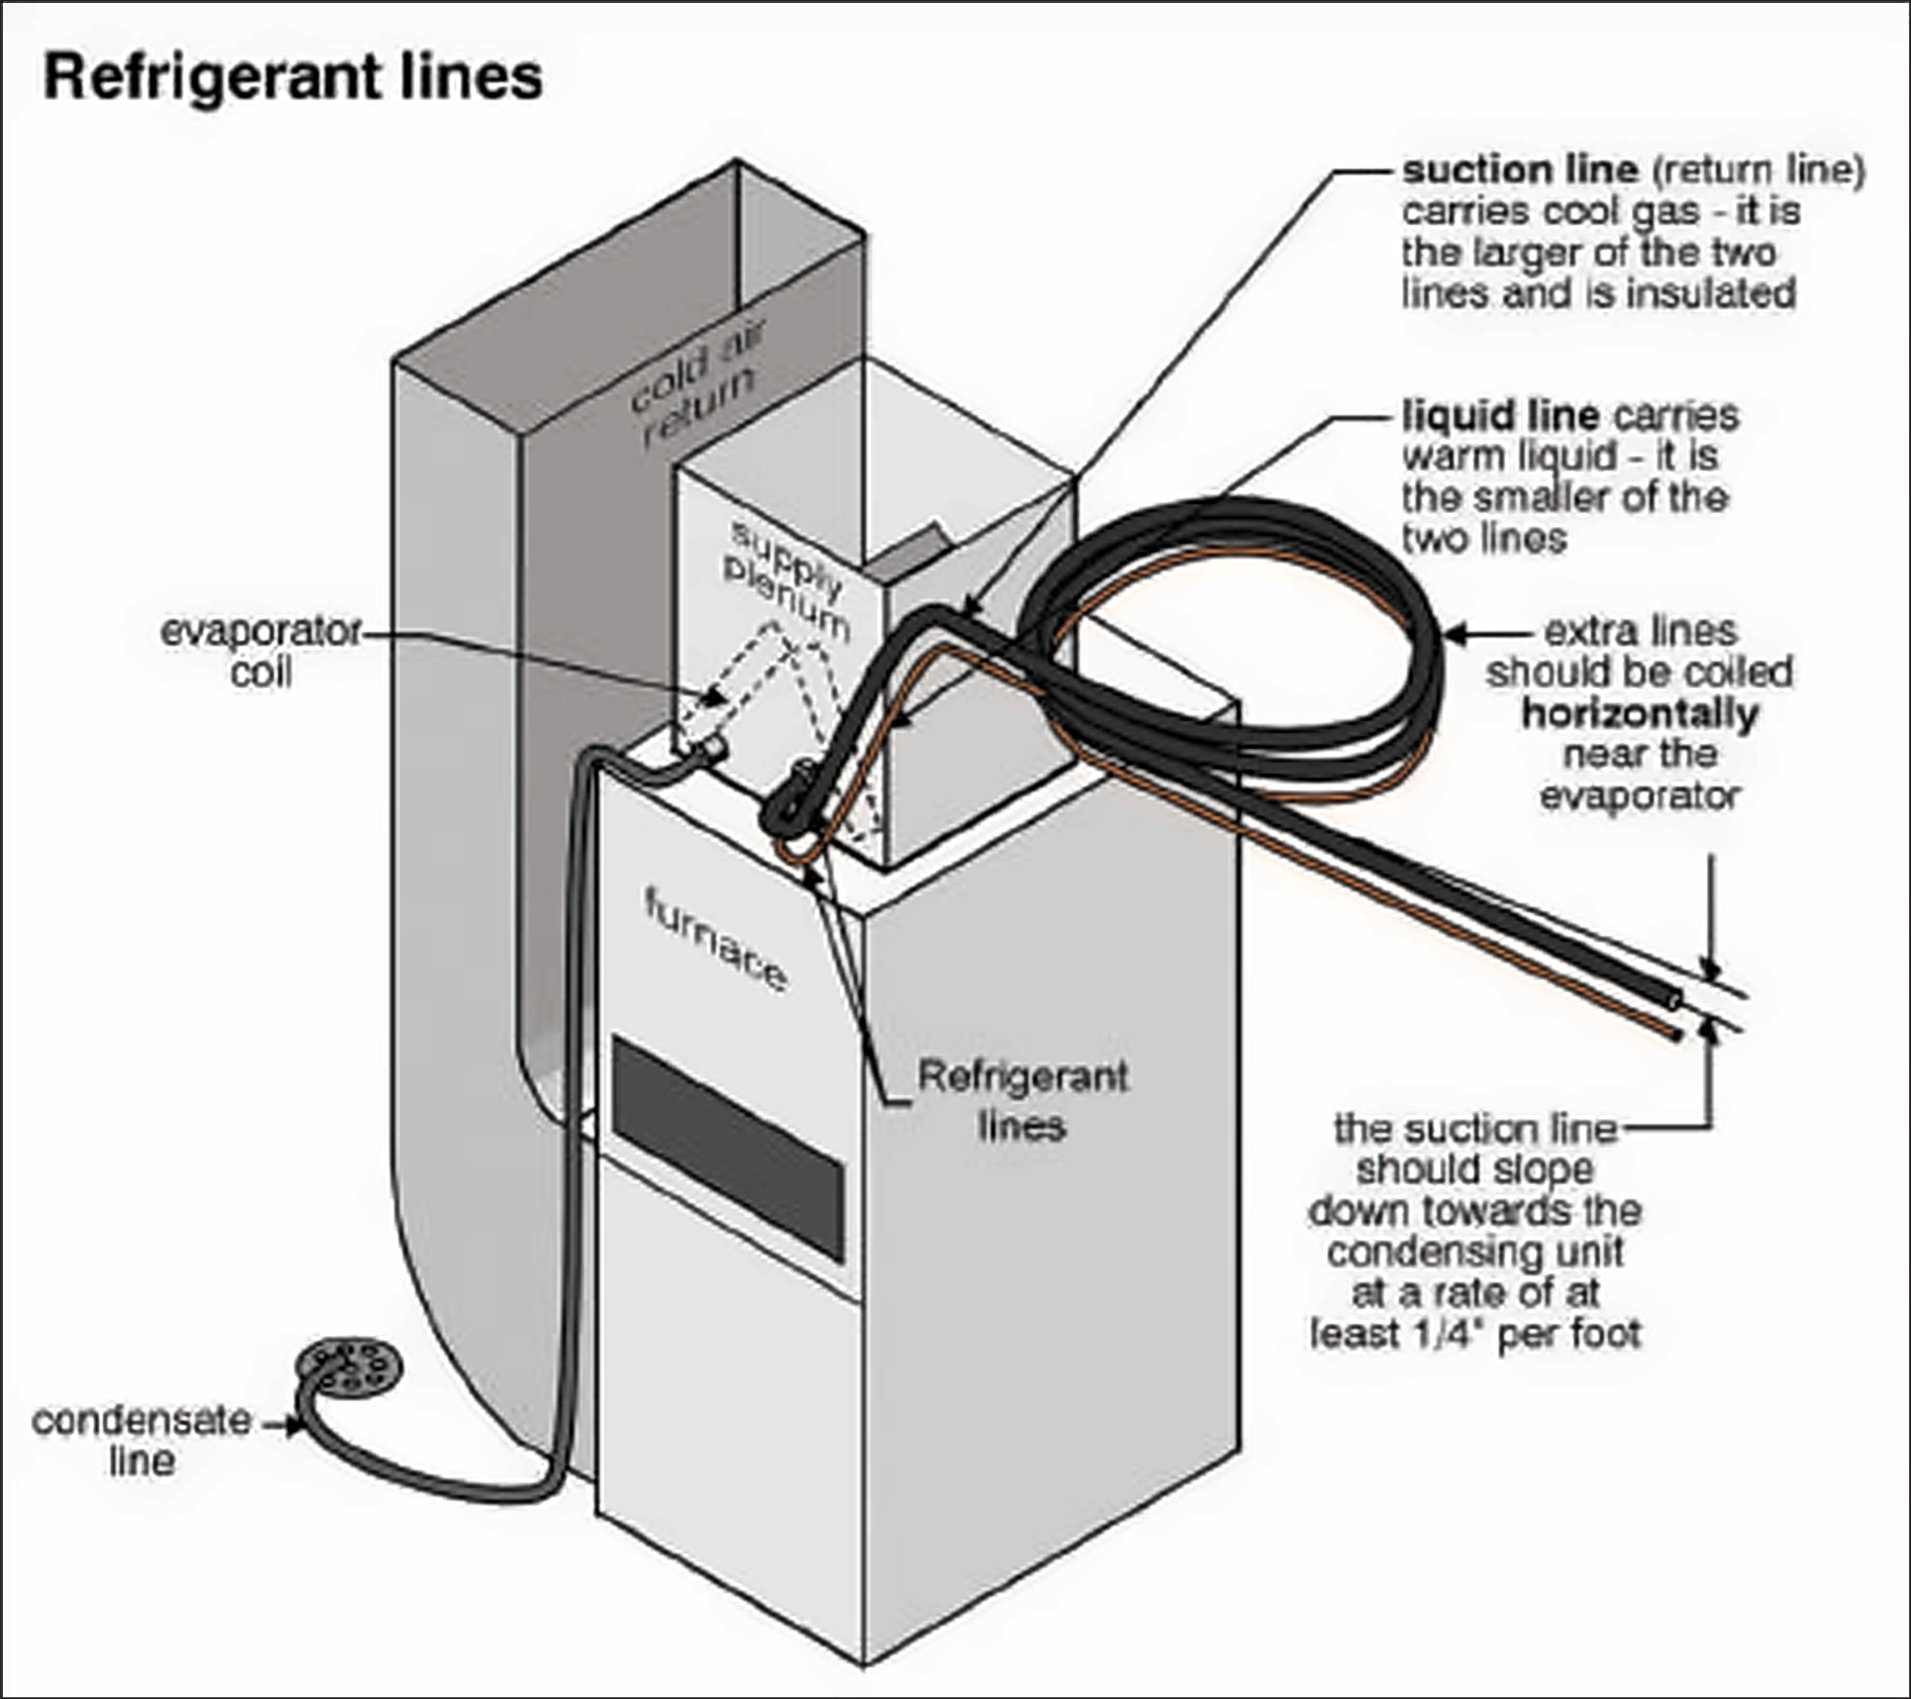 Refrigerant lines
suction line (return line)
carries cool gas - it is
the larger of the two
lines and is insulated
cold air
return
liquid line carries
warm liquid - it is
the smaller of the
two lines
supply
plenum
evaporator
coil
extra lines
should be coiled
horizontally
near the
evaporator
furnace
Refrigerant
lines
the suction line
should slope
down towards the
condensing unit
at a rate of at
least 1/4" per foot
condensate
line